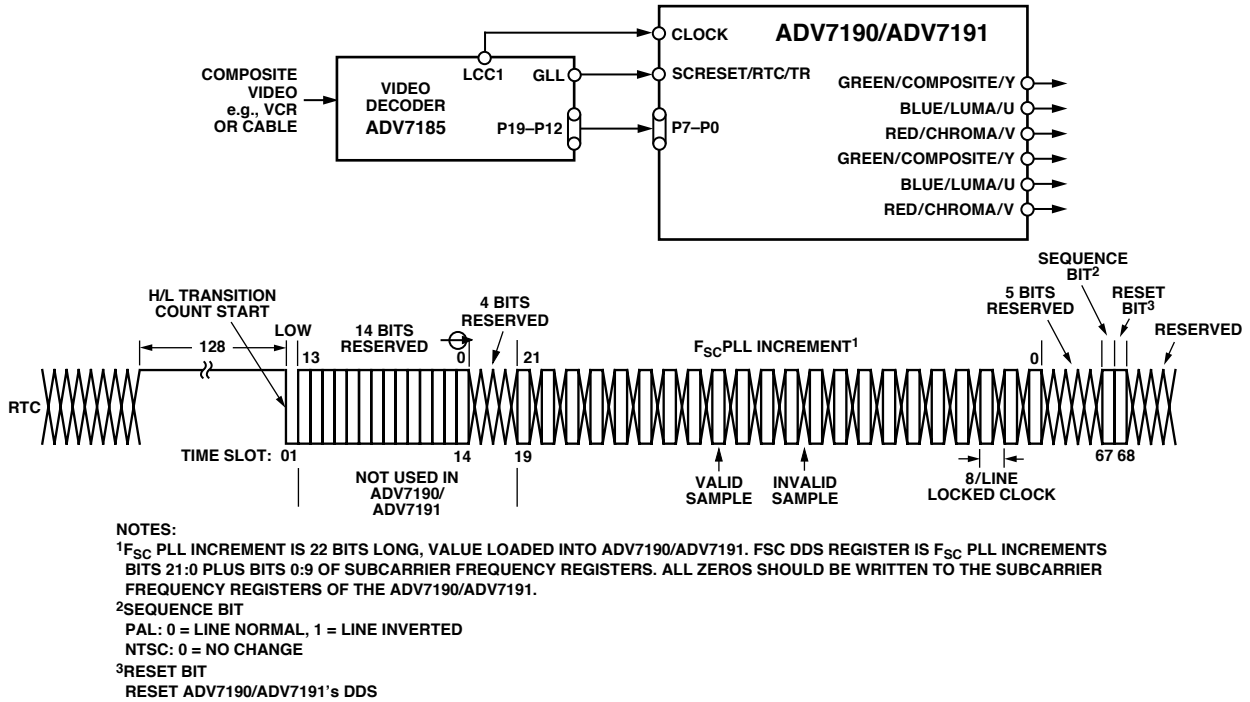 COMPOSITE
VIDEO
e.g., VCR
OR CABLE
VIDEO
DECODER
ADV7185
LCC1
GLL
P19–P12
ADV7190/ADV7191
CLOCK
SCRESET/RTC/TR
P7–P0
GREEN/COMPOSITE/Y
BLUE/LUMA/U
RED/CHROMA/V
GREEN/COMPOSITE/Y
BLUE/LUMA/U
RED/CHROMA/V
H/L TRANSITION
COUNT START
LOW
128
13
14 BITS
RESERVED
0
4 BITS
RESERVED
21
FSC PLL INCREMENT1
0
5 BITS
RESERVED
SEQUENCE
BIT2
RESET
BIT3
RESERVED
RTC
TIME SLOT: 01
14
19
67 68
NOT USED IN
ADV7190/
ADV7191
VALID
SAMPLE
INVALID
SAMPLE
8/LINE
LOCKED CLOCK
NOTES:
1FSC PLL INCREMENT IS 22 BITS LONG, VALUE LOADED INTO ADV7190/ADV7191. FSC DDS REGISTER IS FSC PLL INCREMENTS
BITS 21:0 PLUS BITS 0:9 OF SUBCARRIER FREQUENCY REGISTERS. ALL ZEROS SHOULD BE WRITTEN TO THE SUBCARRIER
FREQUENCY REGISTERS OF THE ADV7190/ADV7191.
2SEQUENCE BIT
PAL: 0 = LINE NORMAL, 1 = LINE INVERTED
NTSC: 0 = NO CHANGE
3RESET BIT
RESET ADV7190/ADV7191's DDS